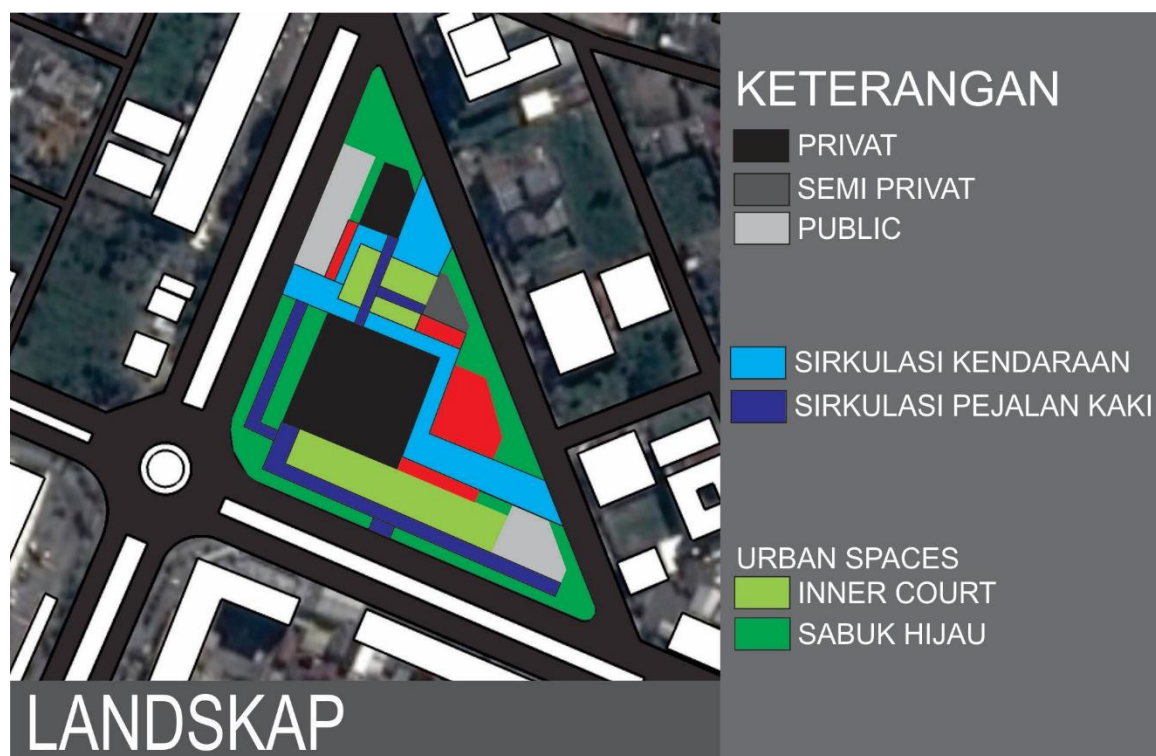 KETERANGAN
PRIVAT
SEMI PRIVAT
PUBLIC
SIRKULASI KENDARAAN
SIRKULASI PEJALAN KAKI
URBAN SPACES
INNER COURT
SABUK HIJAU
LANDSKAP